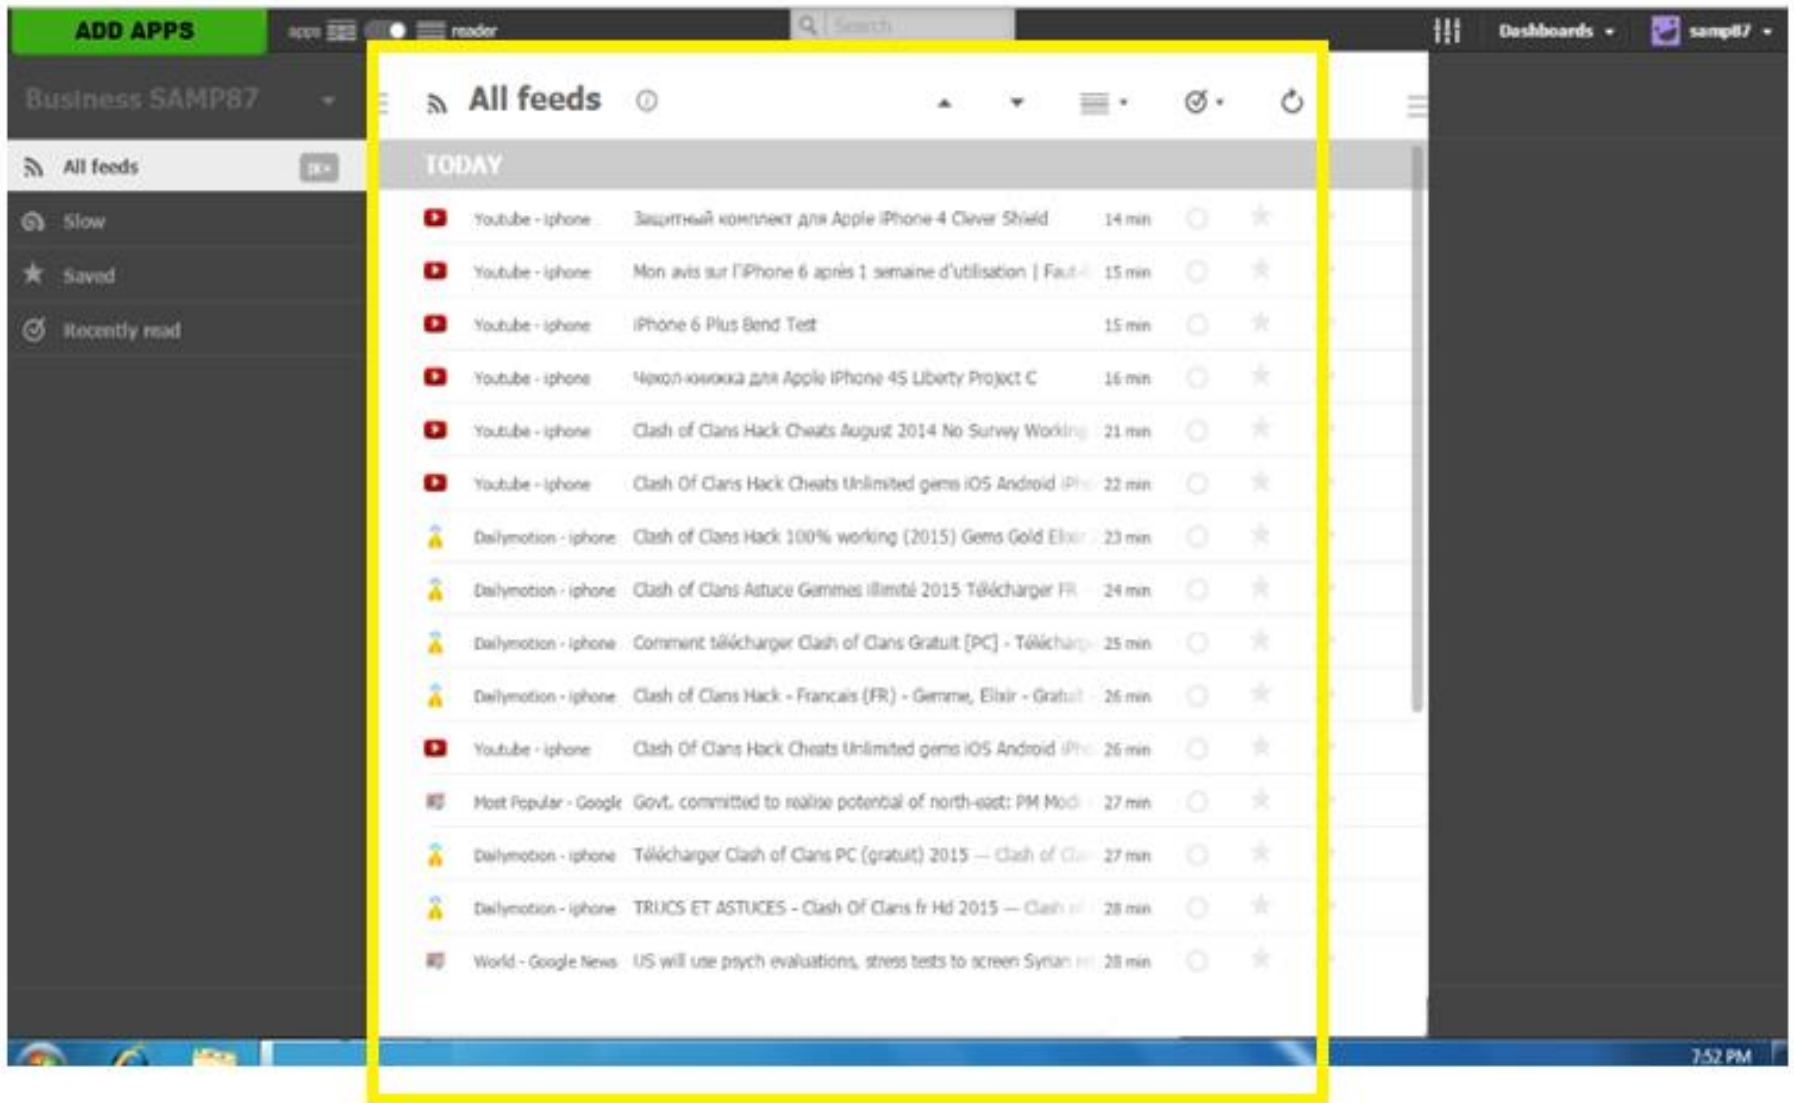 ADD APPS
apps reader
Search
Dashboards samp87
Business SAMP87
All feeds
TODAY
All feeds
Slow
Saved
Recently read
Youtube - iphone Защитный комплект для Apple iPhone 4 Clever Shield 14 min
Youtube - iphone Mon avis sur l'iPhone 6 après 1 semaine d'utilisation | Faut- 15 min
Youtube - iphone iPhone 6 Plus Bend Test 15 min
Youtube - iphone Чехол-книжка для Apple iPhone 4S Liberty Project C 16 min
Youtube - iphone Clash of Clans Hack Cheats August 2014 No Survey Working 21 min
Youtube - iphone Clash Of Clans Hack Cheats Unlimited gems iOS Android iPho 22 min
Dailymotion - iphone Clash of Clans Hack 100% working (2015) Gems Gold Elixir 23 min
Dailymotion - iphone Clash of Clans Astuce Gemmes illimité 2015 Télécharger FR 24 min
Dailymotion - iphone Comment télécharger Clash of Clans Gratuit [PC] - Télécharg 25 min
Dailymotion - iphone Clash of Clans Hack - Francais (FR) - Gemme, Elixir - Gratuit 26 min
Youtube - iphone Clash Of Clans Hack Cheats Unlimited gems iOS Android iPho 26 min
Most Popular - Google Govt. committed to realise potential of north-east: PM Modi 27 min
Dailymotion - iphone Télécharger Clash of Clans PC (gratuit) 2015 — Clash of Cla 27 min
Dailymotion - iphone TRUCS ET ASTUCES - Clash Of Clans fr Hd 2015 — Clash of 28 min
World - Google News US will use psych evaluations, stress tests to screen Syrian 28 min
7:52 PM